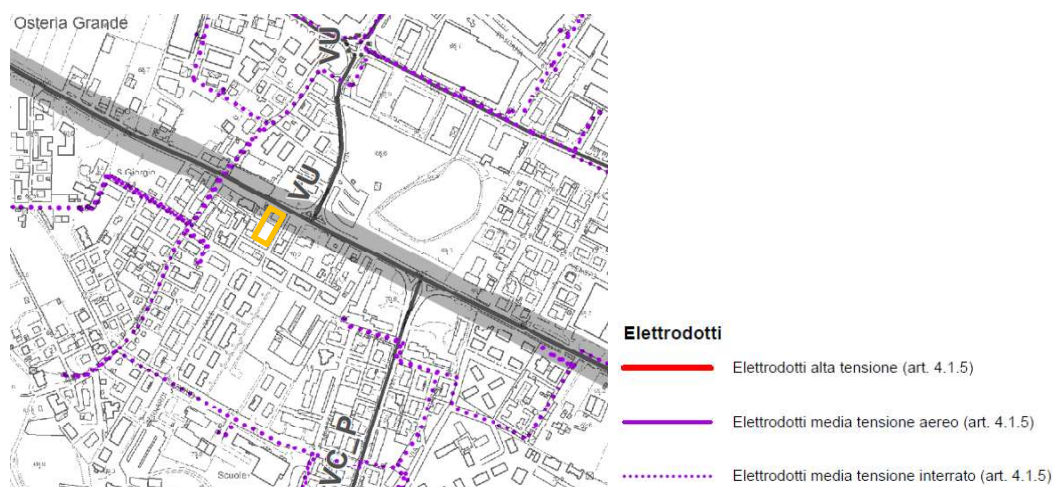 Osteria Grande
VU
VU
S.Giorgio
VC_P
Scuole
Elettrodotti
Elettrodotti alta tensione (art. 4.1.5)
Elettrodotti media tensione aereo (art. 4.1.5)
Elettrodotti media tensione interrato (art. 4.1.5)